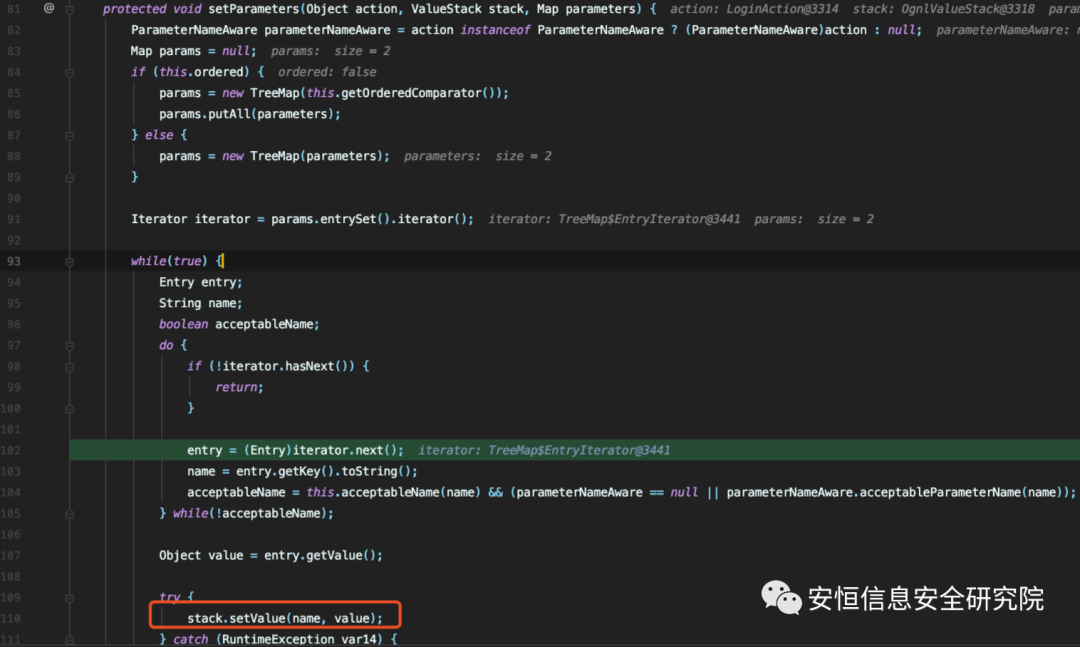 81 @ protected void setParameters(Object action, ValueStack stack, Map parameters) { action: LoginAction@3314 stack: OgnlValueStack@3318
82 ParameterNameAware parameterNameAware = action instanceof ParameterNameAware ? (ParameterNameAware)action : null; parameterNameAware:
83 Map params = null; params: size = 2
84 if (this.ordered) { ordered: false
85 params = new TreeMap(this.getOrderedComparator());
86 params.putAll(parameters);
87 } else {
88 params = new TreeMap(parameters); parameters: size = 2
89 }
90
91 Iterator iterator = params.entrySet().iterator(); iterator: TreeMap$EntryIterator@3441 params: size = 2
92
93 while(true) {
94 Entry entry;
95 String name;
96 boolean acceptableName;
97 do {
98 if (!iterator.hasNext()) {
99 return;
100 }
101
102 entry = (Entry)iterator.next(); iterator: TreeMap$EntryIterator@3441
103 name = entry.getKey().toString();
104 acceptableName = this.acceptableName(name) && (parameterNameAware == null || parameterNameAware.acceptableParameterName(name));
105 } while(!acceptableName);
106
107 Object value = entry.getValue();
108
109 try {
110 stack.setValue(name, value);
111 } catch (RuntimeException var14) {
安恒信息安全研究院